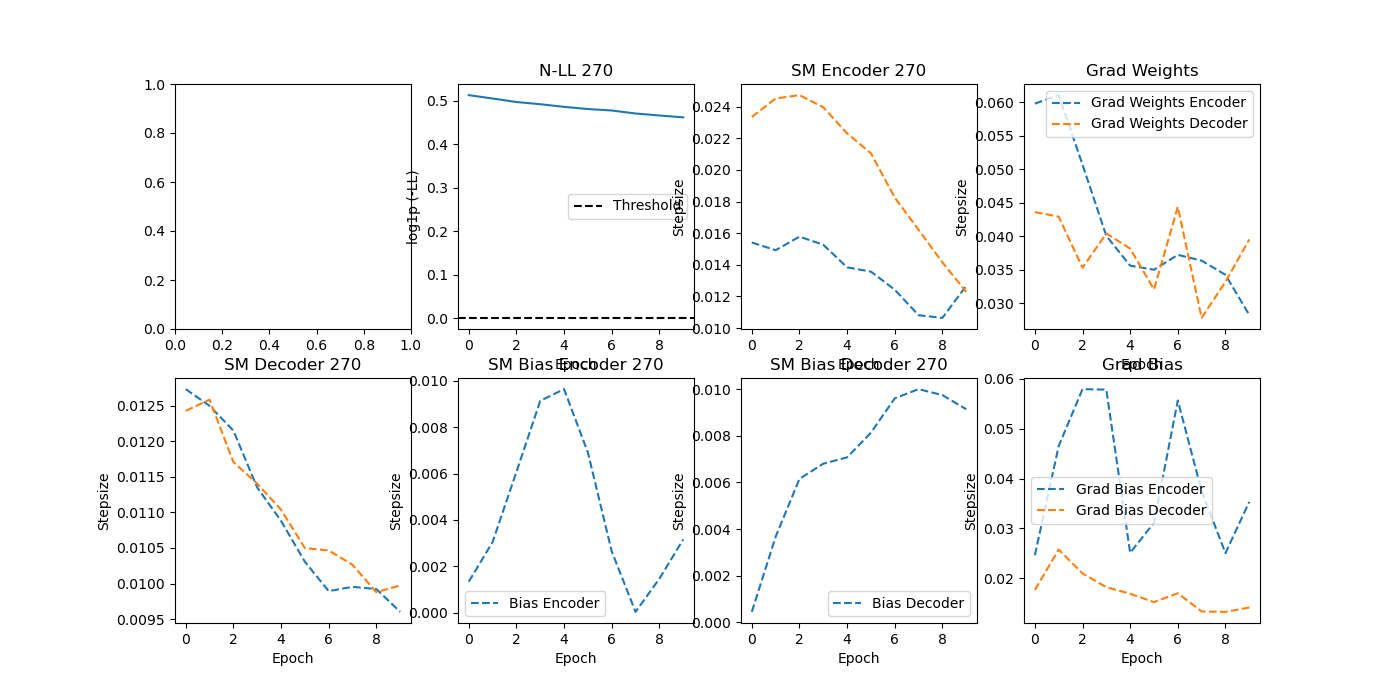 N-LL 270
SM Encoder 270
Grad Weights
1.0
0.8
0.6
0.4
0.2
0.0
0.0 0.2 0.4 0.6 0.8 1.0
log1p (-LL)
0.5
0.4
0.3
0.2
0.1
0.0
Threshold
0 2 4 6 8
Epoch
Stepsize
0.024
0.022
0.020
0.018
0.016
0.014
0.012
0.010
0 2 4 6 8
Epoch
Stepsize
0.060
0.055
0.050
0.045
0.040
0.035
0.030
Grad Weights Encoder
Grad Weights Decoder
0 2 4 6 8
Epoch
SM Decoder 270
SM Bias Encoder 270
SM Bias Decoder 270
Grad Bias
Stepsize
0.0125
0.0120
0.0115
0.0110
0.0105
0.0100
0.0095
0 2 4 6 8
Epoch
Stepsize
0.010
0.008
0.006
0.004
0.002
0.000
Bias Encoder
0 2 4 6 8
Epoch
Stepsize
0.010
0.008
0.006
0.004
0.002
0.000
Bias Decoder
0 2 4 6 8
Epoch
Stepsize
0.06
0.05
0.04
0.03
0.02
Grad Bias Encoder
Grad Bias Decoder
0 2 4 6 8
Epoch